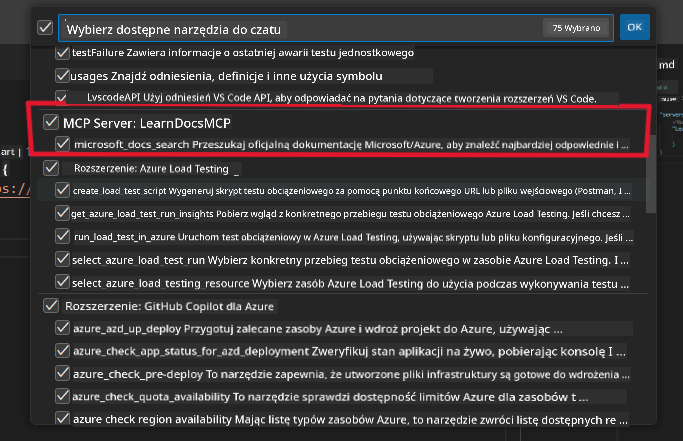 Wybierz dostępne narzędzia do czatu
75 Wybrano
OK
testFailure Zawiera informacje o ostatniej awarii testu jednostkowego
usages Znajdź odniesienia, definicje i inne użycia symbolu
LvscodeAPI Użyj odniesień VS Code API, aby odpowiadać na pytania dotyczące tworzenia rozszerzeń VS Code.
MCP Server: LearnDocsMCP
microsoft_docs_search Przeszukaj oficjalną dokumentację Microsoft/Azure, aby znaleźć najbardziej odpowiednie i ...
Rozszerzenie: Azure Load Testing _
create_load_test_script Wygeneruj skrypt testu obciążeniowego za pomocą punktu końcowego URL lub pliku wejściowego (Postman, I ...
get_azure_load_test_run_insights Pobierz wgląd z konkretnego przebiegu testu obciążeniowego Azure Load Testing. Jeśli chcesz ...
run_load_test_in_azure Uruchom test obciążeniowy w Azure Load Testing, używając skryptu lub pliku konfiguracyjnego. Jeśli ...
select_azure_load_test_run Wybierz konkretny przebieg testu obciążeniowego w zasobie Azure Load Testing. I ...
select_azure_load_testing_resource Wybierz zasób Azure Load Testing do użycia podczas wykonywania testu ...
Rozszerzenie: GitHub Copilot dla Azure
azure_azd_up_deploy Przygotuj zalecane zasoby Azure i wdroż projekt do Azure, używając ...
azure_check_app_status_for_azd_deployment Zweryfikuj stan aplikacji na żywo, pobierając konsolę I ...
azure_check_pre-deploy To narzędzie zapewnia, że utworzone pliki infrastruktury są gotowe do wdrożenia ...
azure_check_quota_availability To narzędzie sprawdzi dostępność limitów Azure dla zasobów t ...
azure check region availability Mając listę typów zasobów Azure, to narzędzie zwróci listę dostępnych re ...
md
art |
{
s://